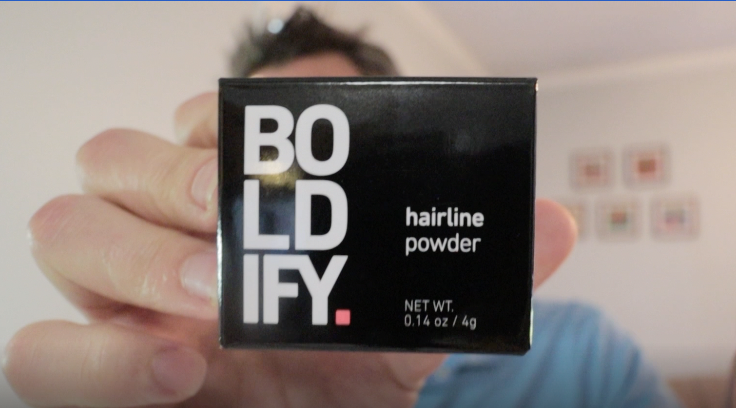 BO
LD
IFY.
hairline
powder
NET WT.
0.14 oz / 4g